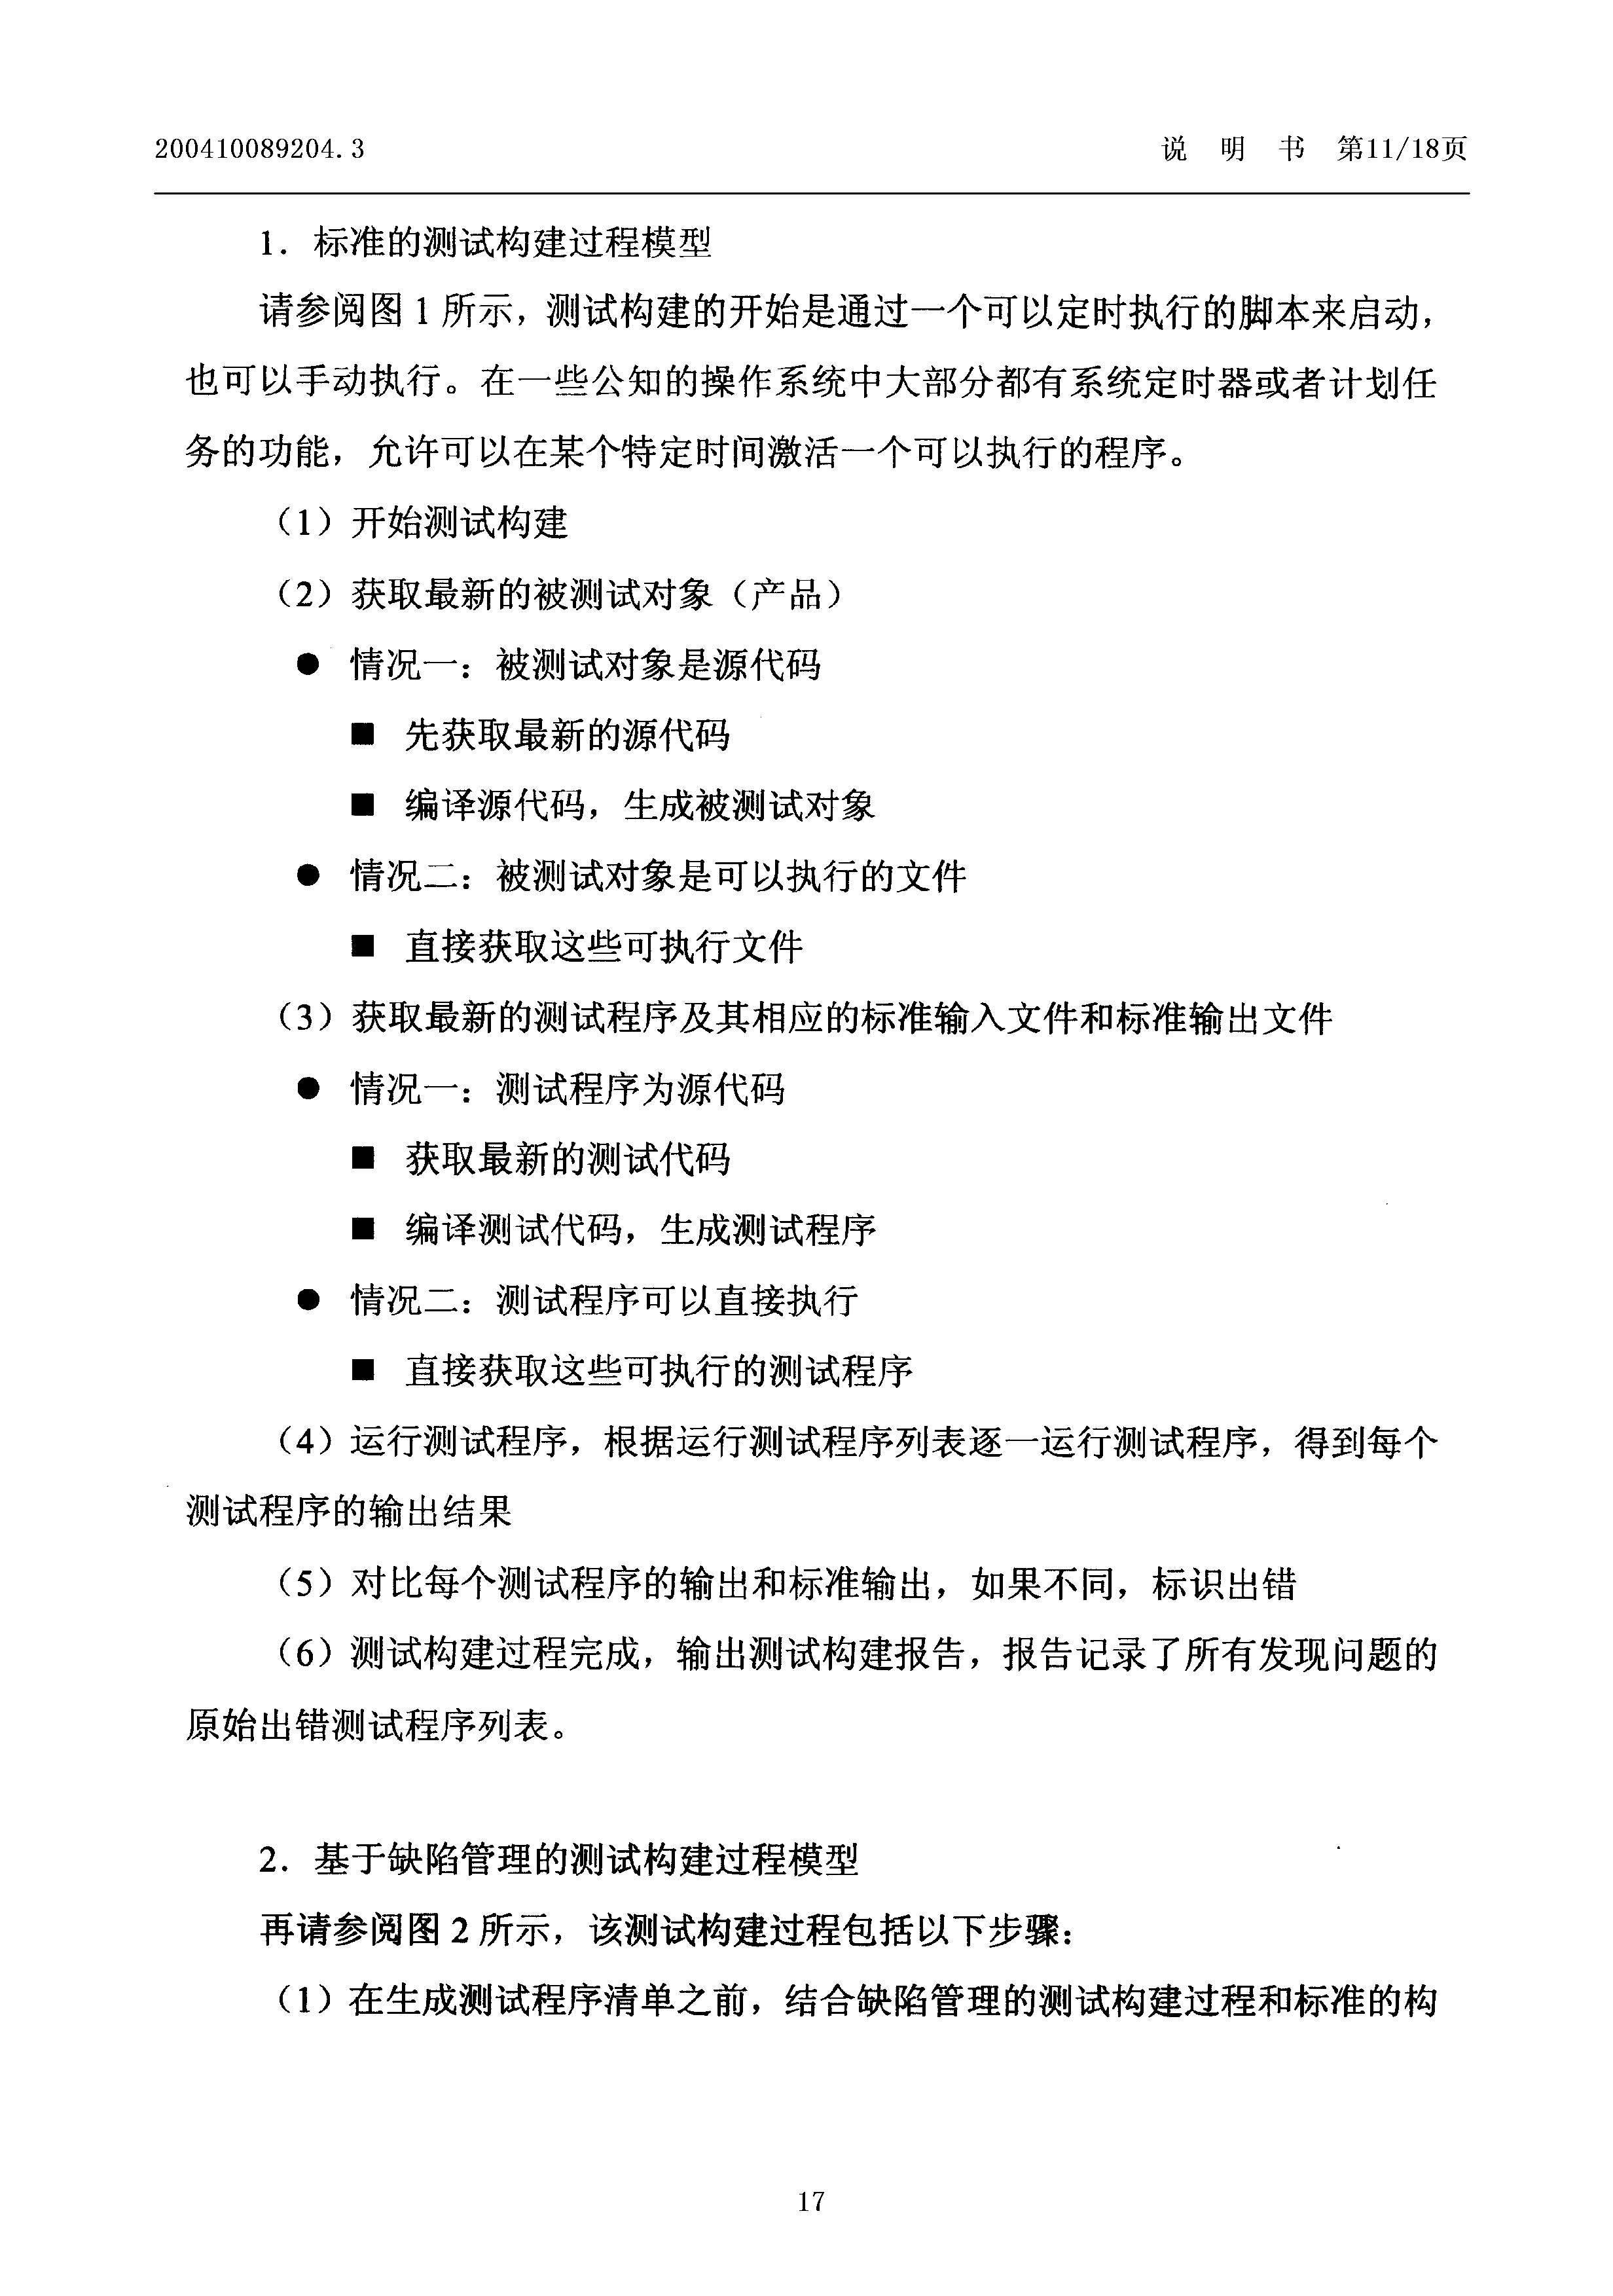 200410089204.3 说 明 书 第11/18页
1．标准的测试构建过程模型
请参阅图 1 所示，测试构建的开始是通过一个可以定时执行的脚本来启动，
也可以手动执行。在一些公知的操作系统中大部分都有系统定时器或者计划任
务的功能，允许可以在某个特定时间激活一个可以执行的程序。
（1）开始测试构建
（2）获取最新的被测试对象（产品）
● 情况一：被测试对象是源代码
■ 先获取最新的源代码
■ 编译源代码，生成被测试对象
● 情况二：被测试对象是可以执行的文件
■ 直接获取这些可执行文件
（3）获取最新的测试程序及其相应的标准输入文件和标准输出文件
● 情况一：测试程序为源代码
■ 获取最新的测试代码
■ 编译测试代码，生成测试程序
● 情况二：测试程序可以直接执行
■ 直接获取这些可执行的测试程序
（4）运行测试程序，根据运行测试程序列表逐一运行测试程序，得到每个
测试程序的输出结果
（5）对比每个测试程序的输出和标准输出，如果不同，标识出错
（6）测试构建过程完成，输出测试构建报告，报告记录了所有发现问题的
原始出错测试程序列表。
2．基于缺陷管理的测试构建过程模型
再请参阅图 2 所示，该测试构建过程包括以下步骤：
（1）在生成测试程序清单之前，结合缺陷管理的测试构建过程和标准的构
17